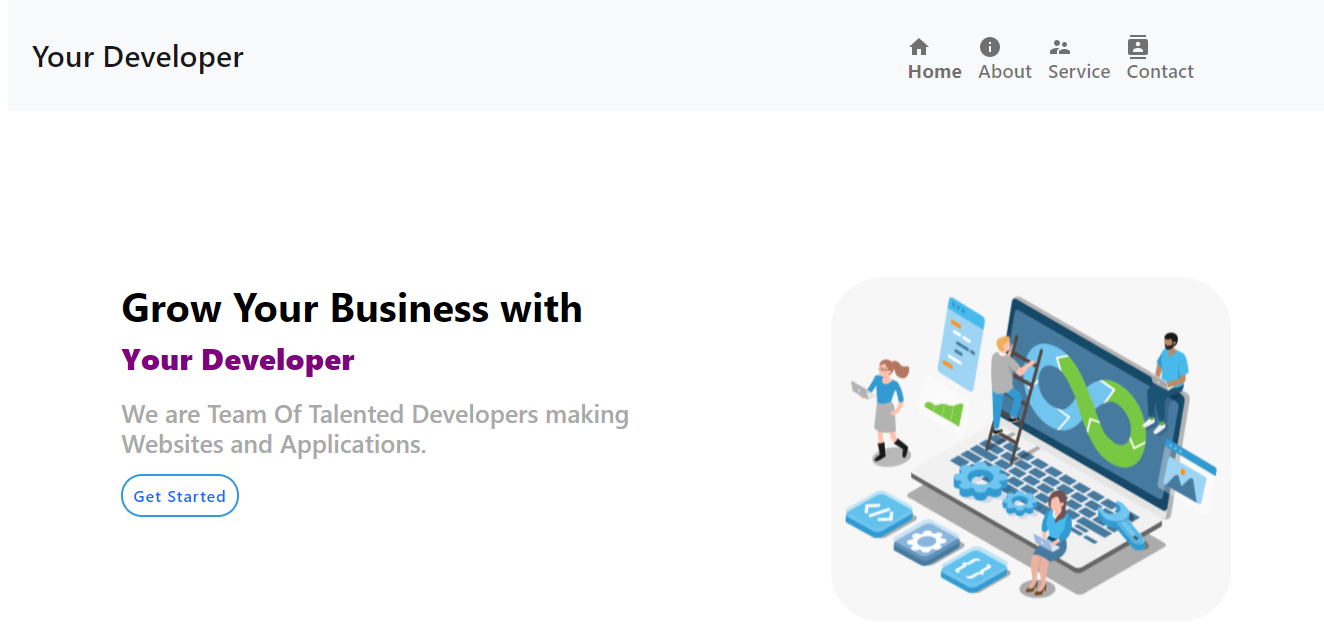 Your Developer
Home About Service Contact
Grow Your Business with
Your Developer
We are Team Of Talented Developers making
Websites and Applications.
Get Started